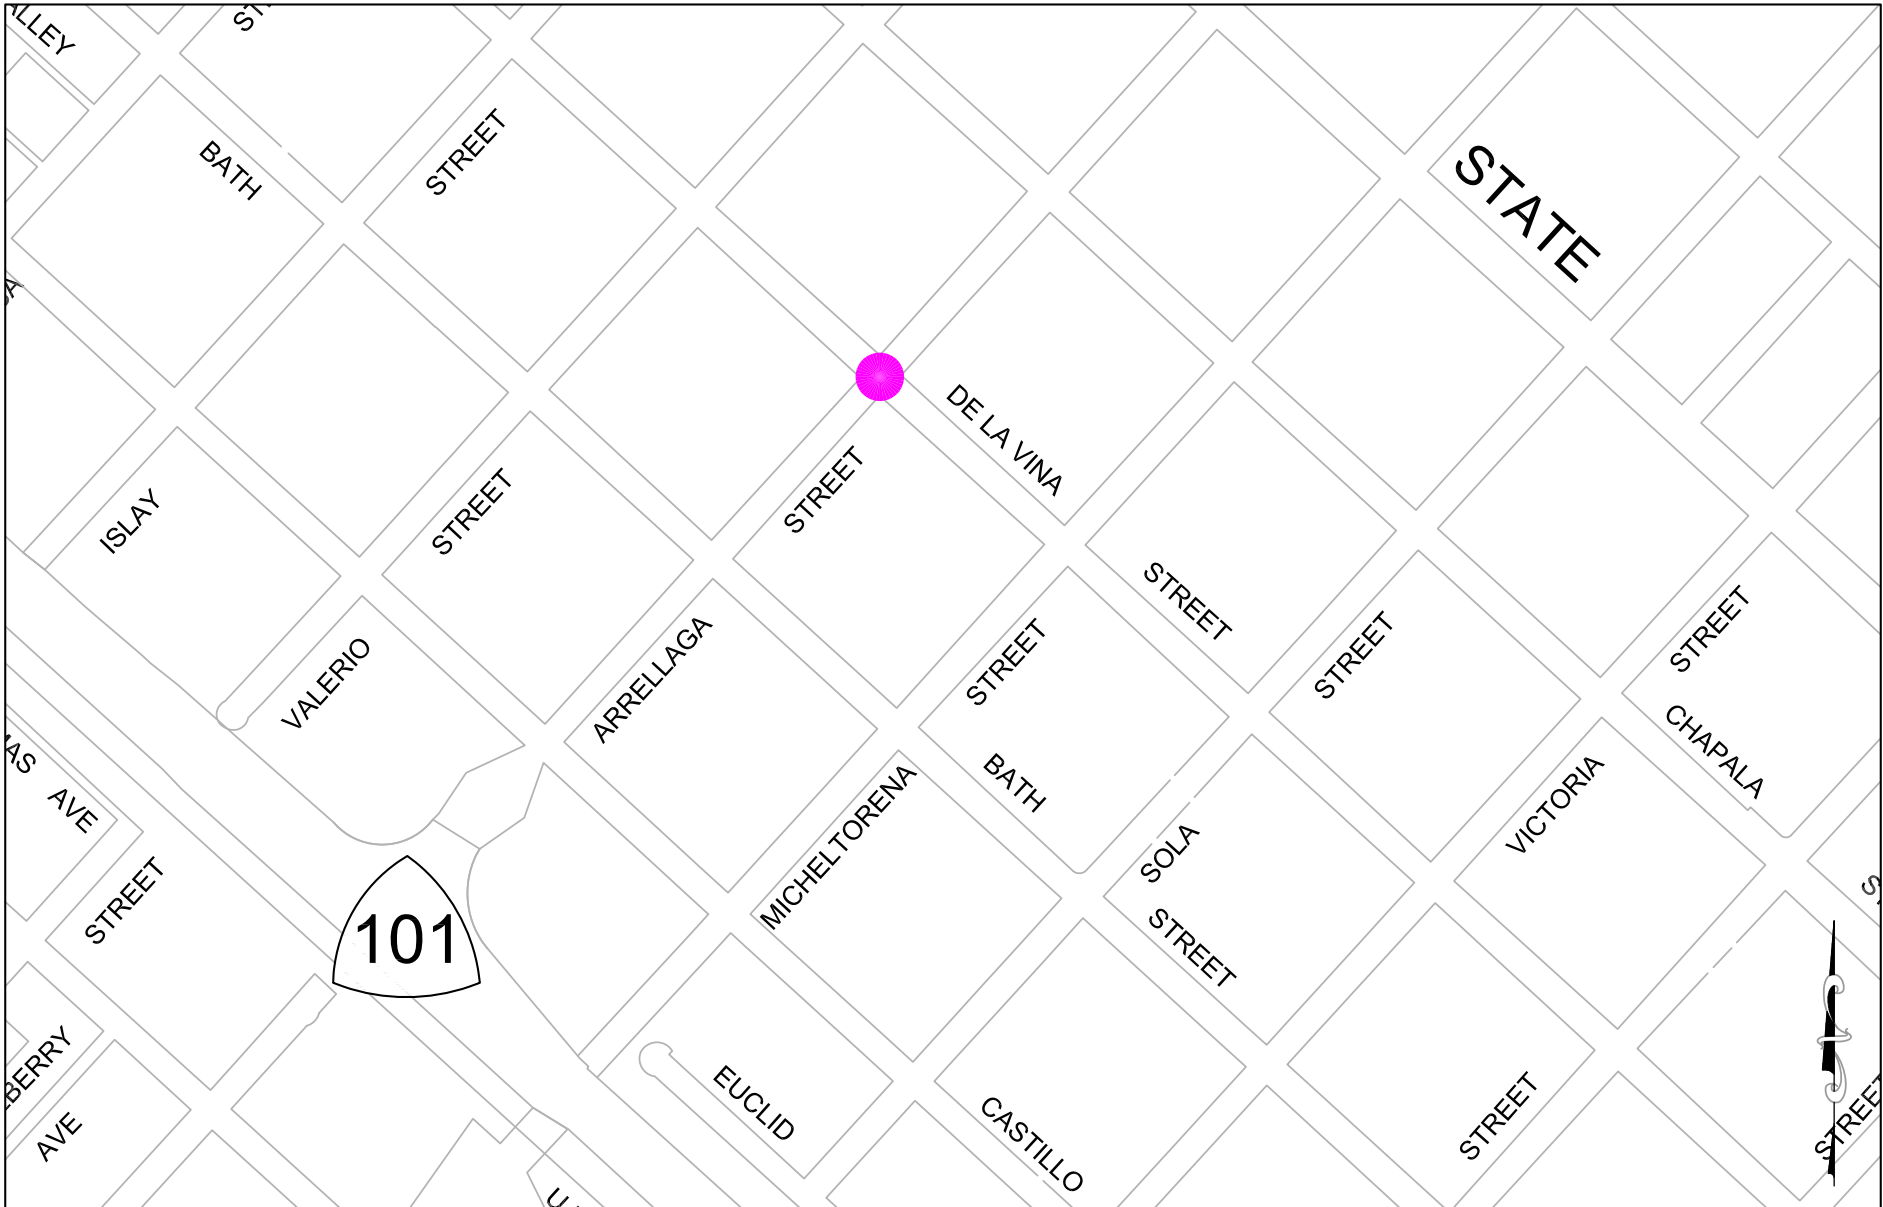 BATH
STREET
STATE
DE LA VINA
STREET
ISLAY
STREET
STREET
STREET
STREET
STREET
VALERIO
ARRELLAGA
CHAPALA
AVE
BATH
MICHELTORENA
VICTORIA
SOLA
STREET
STREET
101
EUCLID
CASTILLO
STREET
STREET
AVE